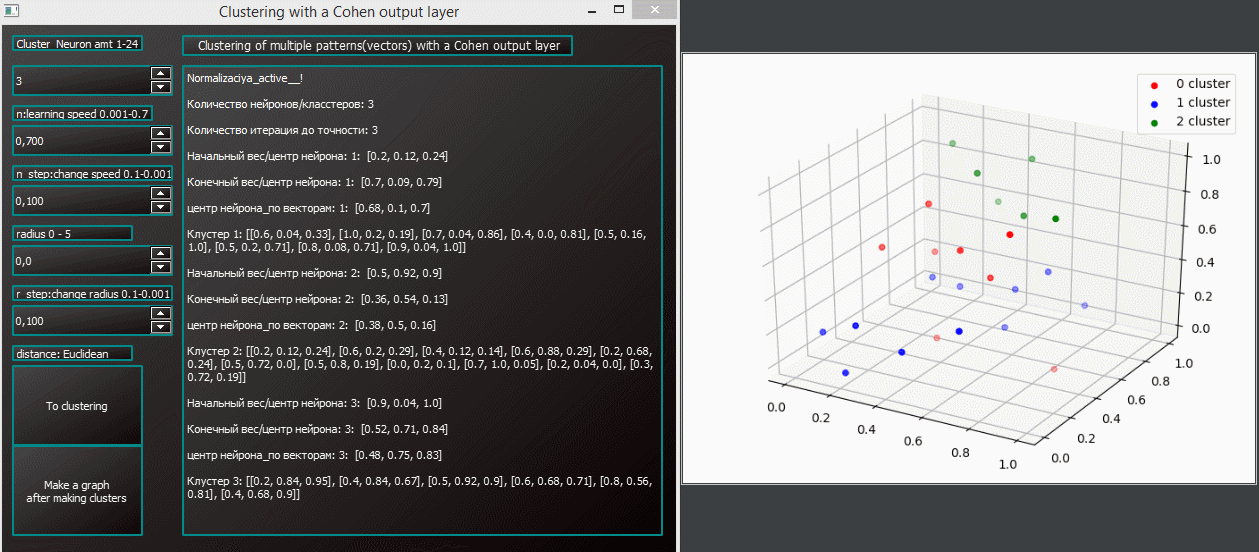 Clustering with a Cohen output layer
Cluster_Neuron amt 1-24
3
n:learning speed 0.001-0.7
0,700
n_step:change speed 0.1-0.001
0,100
radius 0 - 5
0,0
r_step:change radius 0.1-0.001
0,100
distance: Euclidean
To clustering
Make a graph
after making clusters
Clustering of multiple patterns(vectors) with a Cohen output layer
Normalizaciya_active__!
Количество нейронов/класстеров: 3
Количество итерация до точности: 3
Начальный вес/центр нейрона: 1:  [0.2, 0.12, 0.24]
Конечный вес/центр нейрона: 1:  [0.7, 0.09, 0.79]
центр нейрона_по векторам: 1:  [0.68, 0.1, 0.7]
Кластер 1: [[0.6, 0.04, 0.33], [1.0, 0.2, 0.19], [0.7, 0.04, 0.86], [0.4, 0.0, 0.81], [0.5, 0.16,
1.0], [0.5, 0.2, 0.71], [0.8, 0.08, 0.71], [0.9, 0.04, 1.0]]
Начальный вес/центр нейрона: 2:  [0.5, 0.92, 0.9]
Конечный вес/центр нейрона: 2:  [0.36, 0.54, 0.13]
центр нейрона_по векторам: 2:  [0.38, 0.5, 0.16]
Кластер 2: [[0.2, 0.12, 0.24], [0.6, 0.2, 0.29], [0.4, 0.12, 0.14], [0.6, 0.88, 0.29], [0.2, 0.68,
0.24], [0.5, 0.72, 0.0], [0.5, 0.8, 0.19], [0.0, 0.2, 0.1], [0.7, 1.0, 0.05], [0.2, 0.04, 0.0], [0.3,
0.72, 0.19]]
Начальный вес/центр нейрона: 3:  [0.9, 0.04, 1.0]
Конечный вес/центр нейрона: 3:  [0.52, 0.71, 0.84]
центр нейрона_по векторам: 3:  [0.48, 0.75, 0.83]
Кластер 3: [[0.2, 0.84, 0.95], [0.4, 0.84, 0.67], [0.5, 0.92, 0.9], [0.6, 0.68, 0.71], [0.8, 0.56,
0.81], [0.4, 0.68, 0.9]]
0 cluster
1 cluster
2 cluster
1.0
0.8
0.6
0.4
0.2
0.0
1.0
0.8
0.6
0.4
0.2
0.0
0.0
0.2
0.4
0.6
0.8
1.0